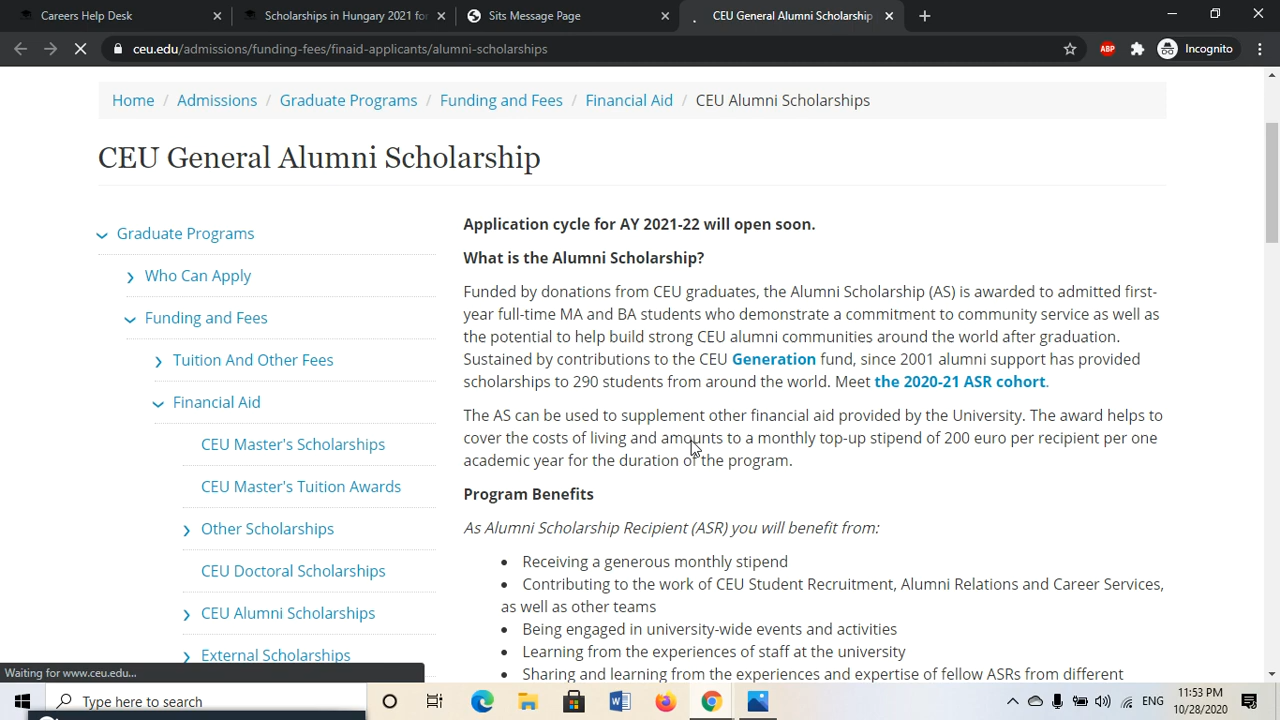 Careers Help Desk
Scholarships in Hungary 2021 for
Sits Message Page
CEU General Alumni Scholarship
ceu.edu/admissions/funding-fees/finaid-applicants/alumni-scholarships
ABP
Incognito
Home / Admissions / Graduate Programs / Funding and Fees / Financial Aid / CEU Alumni Scholarships
CEU General Alumni Scholarship
Graduate Programs
Who Can Apply
Funding and Fees
Tuition And Other Fees
Financial Aid
CEU Master's Scholarships
CEU Master's Tuition Awards
Other Scholarships
CEU Doctoral Scholarships
CEU Alumni Scholarships
External Scholarships
Application cycle for AY 2021-22 will open soon.
What is the Alumni Scholarship?
Funded by donations from CEU graduates, the Alumni Scholarship (AS) is awarded to admitted first-
year full-time MA and BA students who demonstrate a commitment to community service as well as
the potential to help build strong CEU alumni communities around the world after graduation.
Sustained by contributions to the CEU Generation fund, since 2001 alumni support has provided
scholarships to 290 students from around the world. Meet the 2020-21 ASR cohort.
The AS can be used to supplement other financial aid provided by the University. The award helps to
cover the costs of living and amounts to a monthly top-up stipend of 200 euro per recipient per one
academic year for the duration of the program.
Program Benefits
As Alumni Scholarship Recipient (ASR) you will benefit from:
• Receiving a generous monthly stipend
• Contributing to the work of CEU Student Recruitment, Alumni Relations and Career Services,
as well as other teams
• Being engaged in university-wide events and activities
• Learning from the experiences of staff at the university
• Sharing and learning from the experiences and expertise of fellow ASRs from different
Waiting for www.ceu.edu...
Type here to search
ENG
11:53 PM
10/28/2020